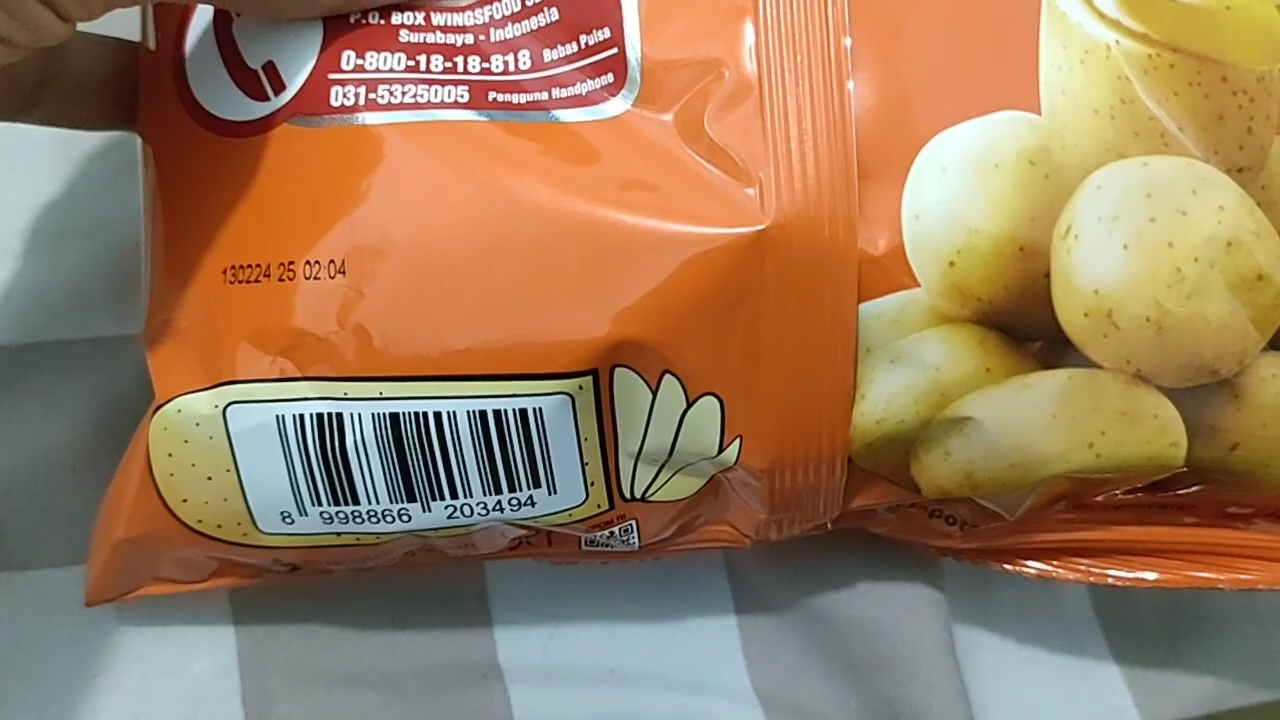 P.O. BOX WINGSFOOD
Surabaya - Indonesia
0-800-18-18-818 Bebas Pulsa
031-5325005 Pengguna Handphone
130224 25 02:04
8 998866 203494